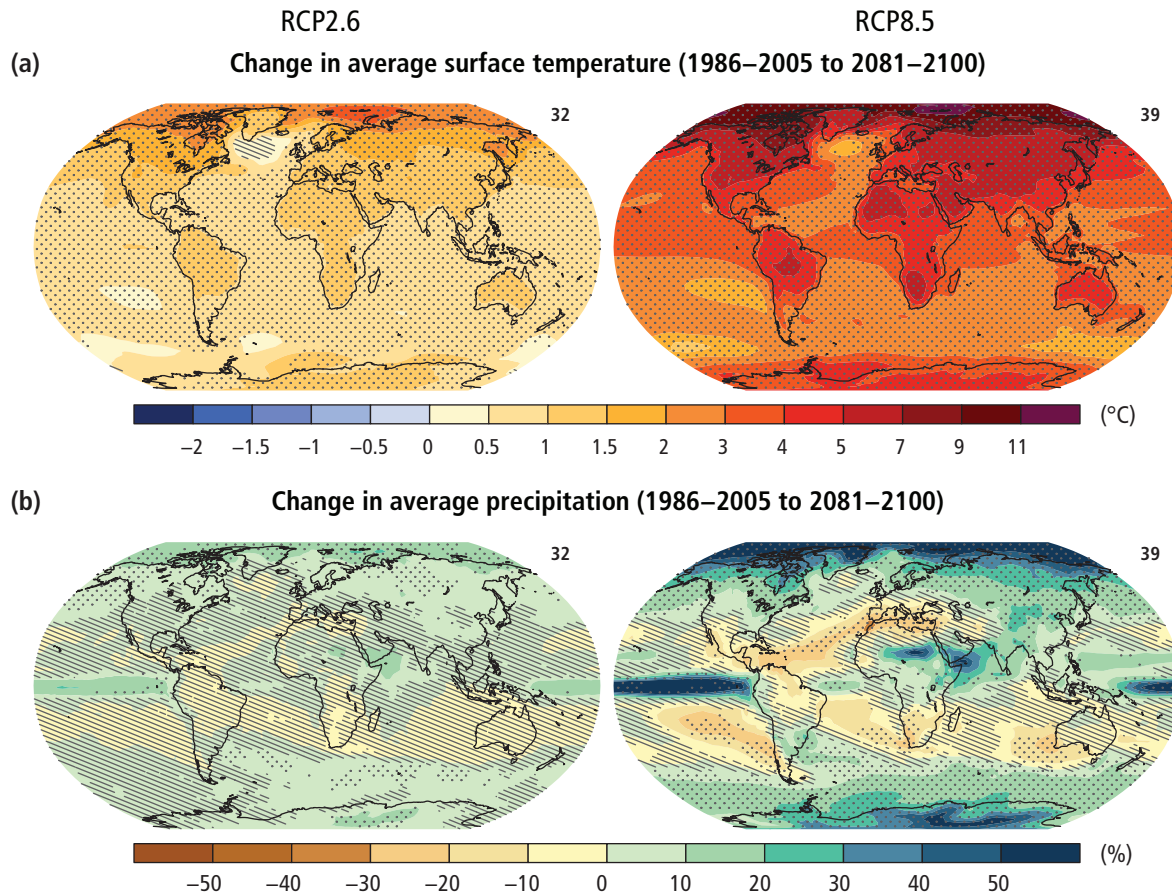 RCP2.6 RCP8.5
(a) Change in average surface temperature (1986−2005 to 2081−2100)
32 39
(°C)
−2 −1.5 −1 −0.5 0 0.5 1 1.5 2 3 4 5 7 9 11
(b) Change in average precipitation (1986−2005 to 2081−2100)
32 39
(%)
−50 −40 −30 −20 −10 0 10 20 30 40 50